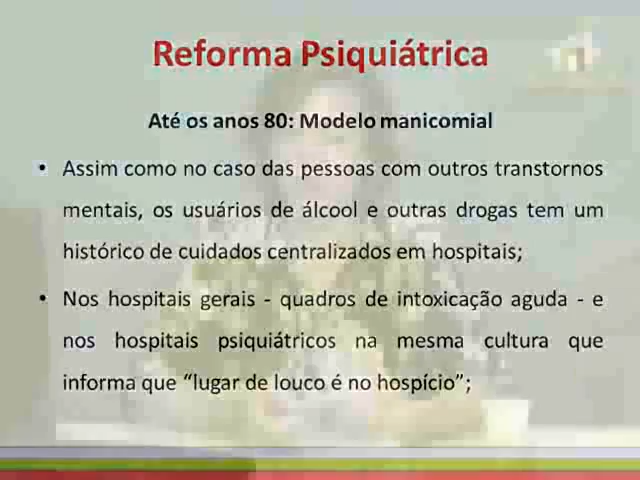 Reforma Psiquiátrica
Até os anos 80: Modelo manicomial
• Assim como no caso das pessoas com outros transtornos
mentais, os usuários de álcool e outras drogas tem um
histórico de cuidados centralizados em hospitais;
• Nos hospitais gerais - quadros de intoxicação aguda - e
nos hospitais psiquiátricos na mesma cultura que
informa que “lugar de louco é no hospício”;